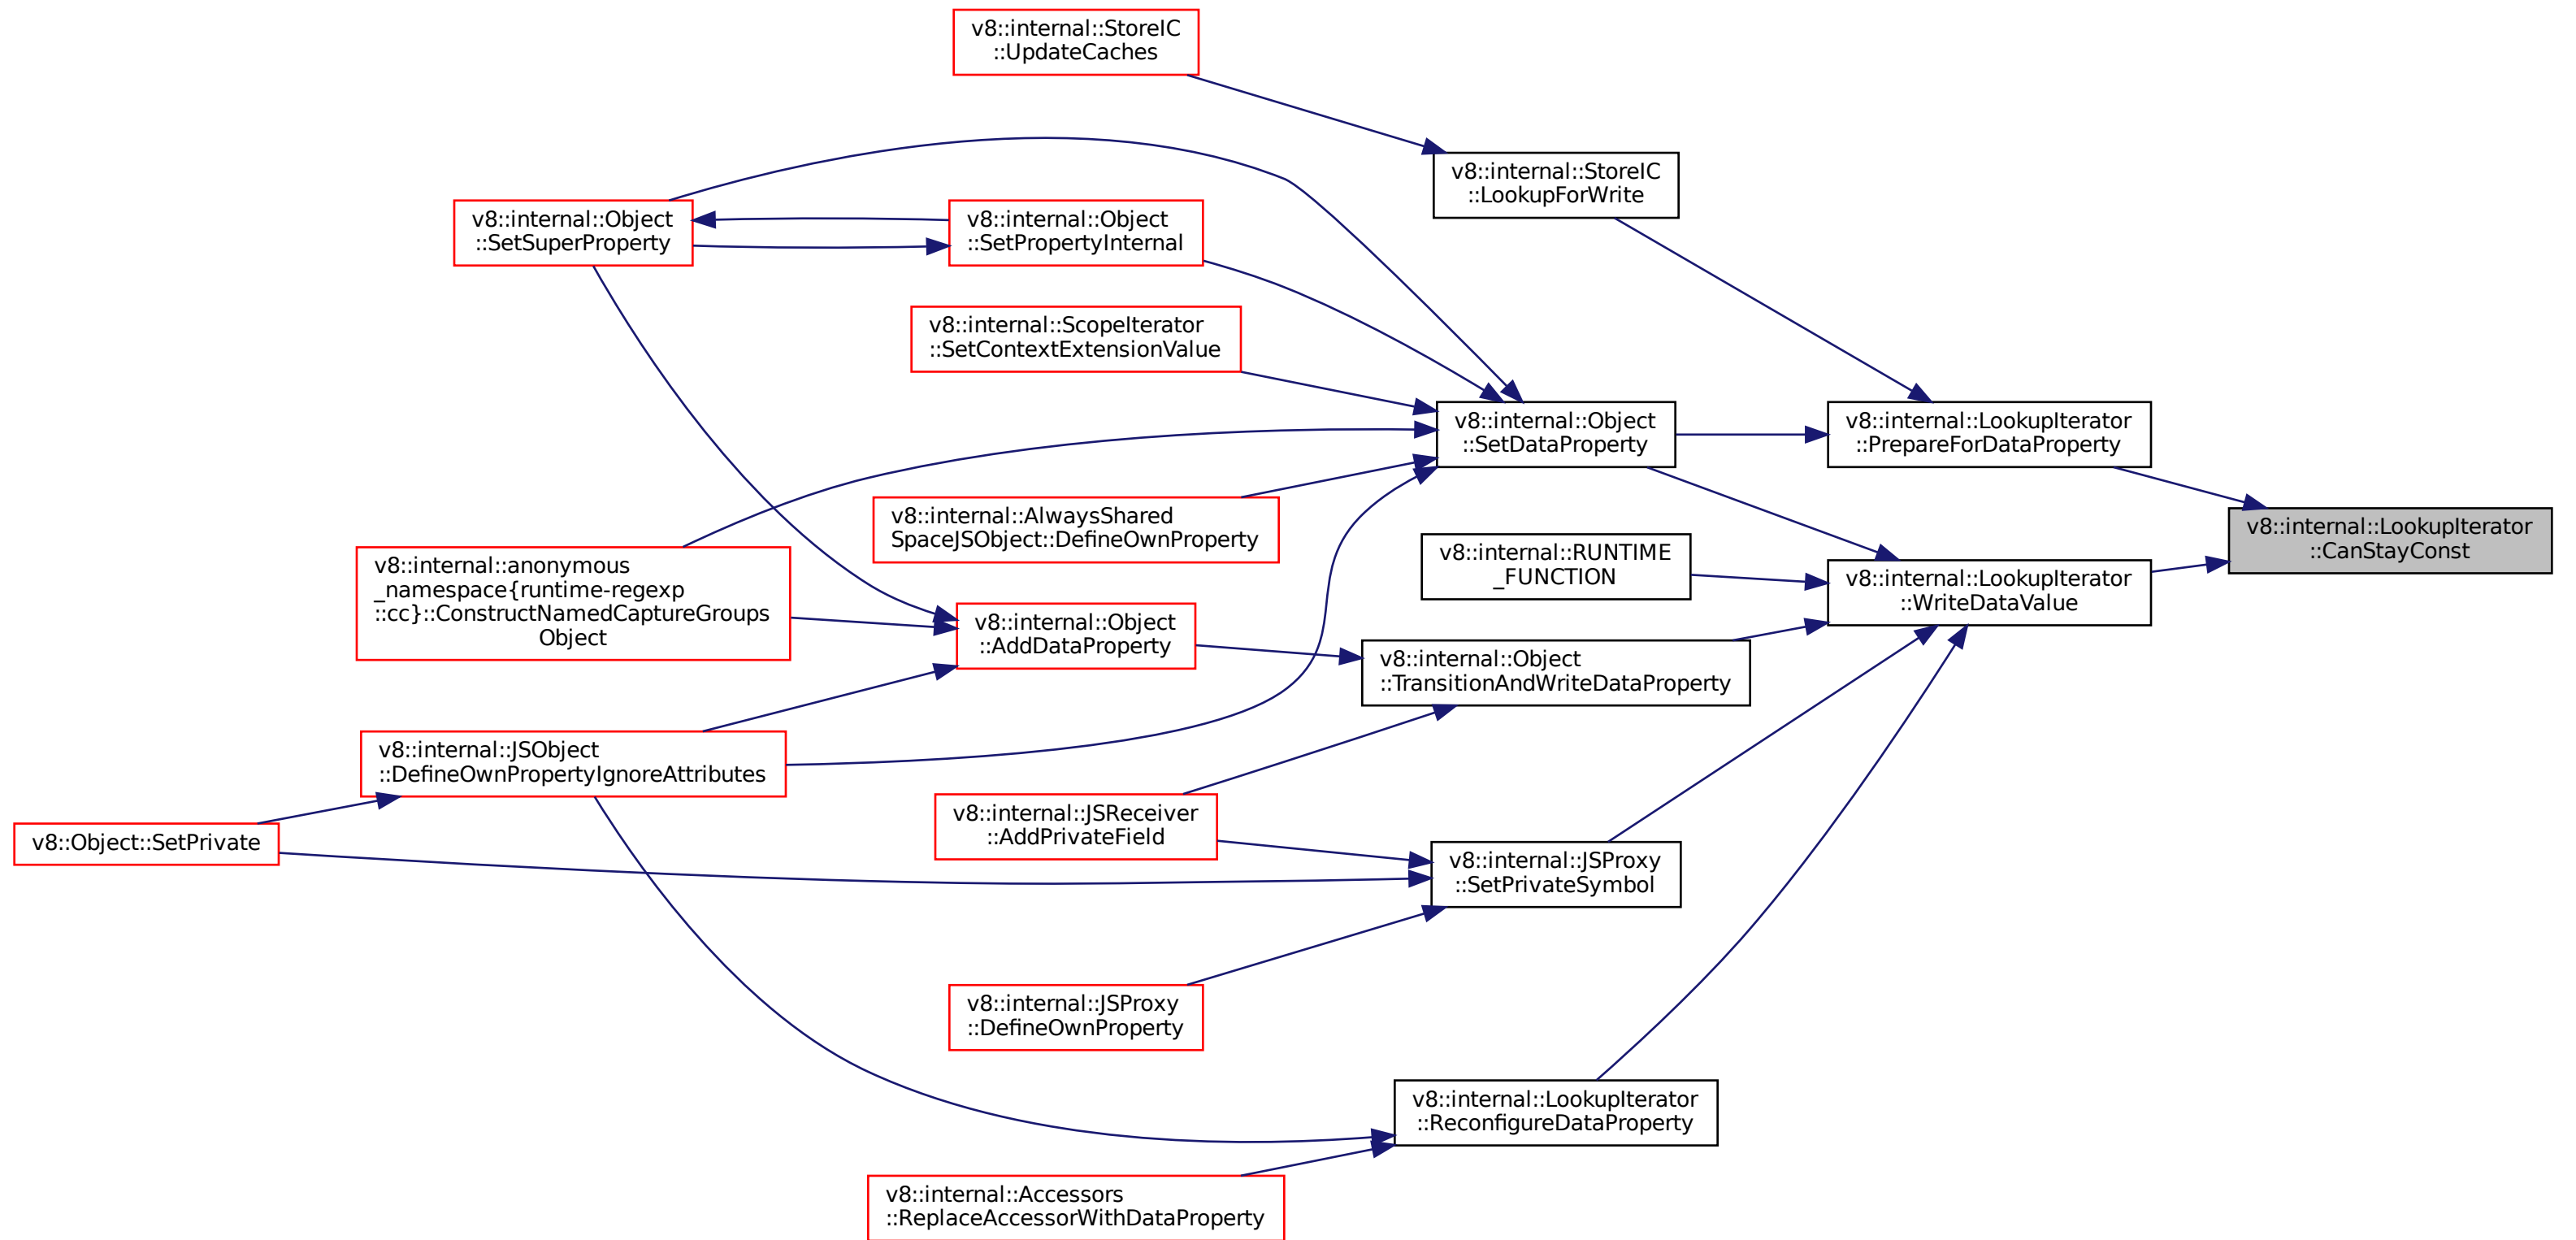 v8::internal::StoreIC
::UpdateCaches
v8::internal::StoreIC
::LookupForWrite
v8::internal::Object
::SetSuperProperty
v8::internal::Object
::SetPropertyInternal
v8::internal::ScopeIterator
::SetContextExtensionValue
v8::internal::Object
::SetDataProperty
v8::internal::LookupIterator
::PrepareForDataProperty
v8::internal::AlwaysShared
SpaceJSObject::DefineOwnProperty
v8::internal::LookupIterator
::CanStayConst
v8::internal::RUNTIME
_FUNCTION
v8::internal::anonymous
_namespace{runtime-regexp
::cc}::ConstructNamedCaptureGroups
Object
v8::internal::LookupIterator
::WriteDataValue
v8::internal::Object
::AddDataProperty
v8::internal::Object
::TransitionAndWriteDataProperty
v8::internal::JSObject
::DefineOwnPropertyIgnoreAttributes
v8::internal::JSReceiver
::AddPrivateField
v8::Object::SetPrivate
v8::internal::JSProxy
::SetPrivateSymbol
v8::internal::JSProxy
::DefineOwnProperty
v8::internal::LookupIterator
::ReconfigureDataProperty
v8::internal::Accessors
::ReplaceAccessorWithDataProperty